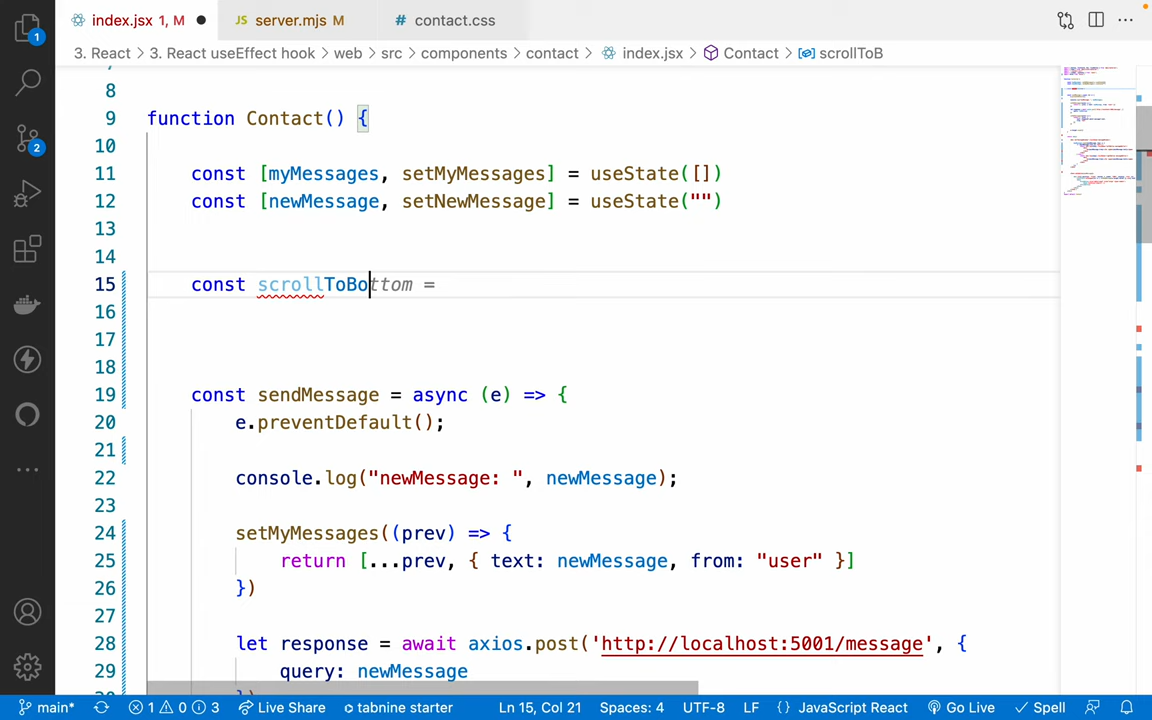 index.jsx 1, M
JS server.mjs M
# contact.css
3. React > 3. React useEffect hook > web > src > components > contact > index.jsx > Contact > scrollToB
8
9 function Contact() {
10
11 const [myMessages, setMyMessages] = useState([])
12 const [newMessage, setNewMessage] = useState("")
13
14
15 const scrollToBottom =
16
17
18
19 const sendMessage = async (e) => {
20 e.preventDefault();
21
22 console.log("newMessage: ", newMessage);
23
24 setMyMessages((prev) => {
25 return [...prev, { text: newMessage, from: "user" }]
26 })
27
28 let response = await axios.post('http://localhost:5001/message', {
29 query: newMessage
1
2
main* 1 0 3 Live Share tabnine starter Ln 15, Col 21 Spaces: 4 UTF-8 LF {} JavaScript React Go Live Spell